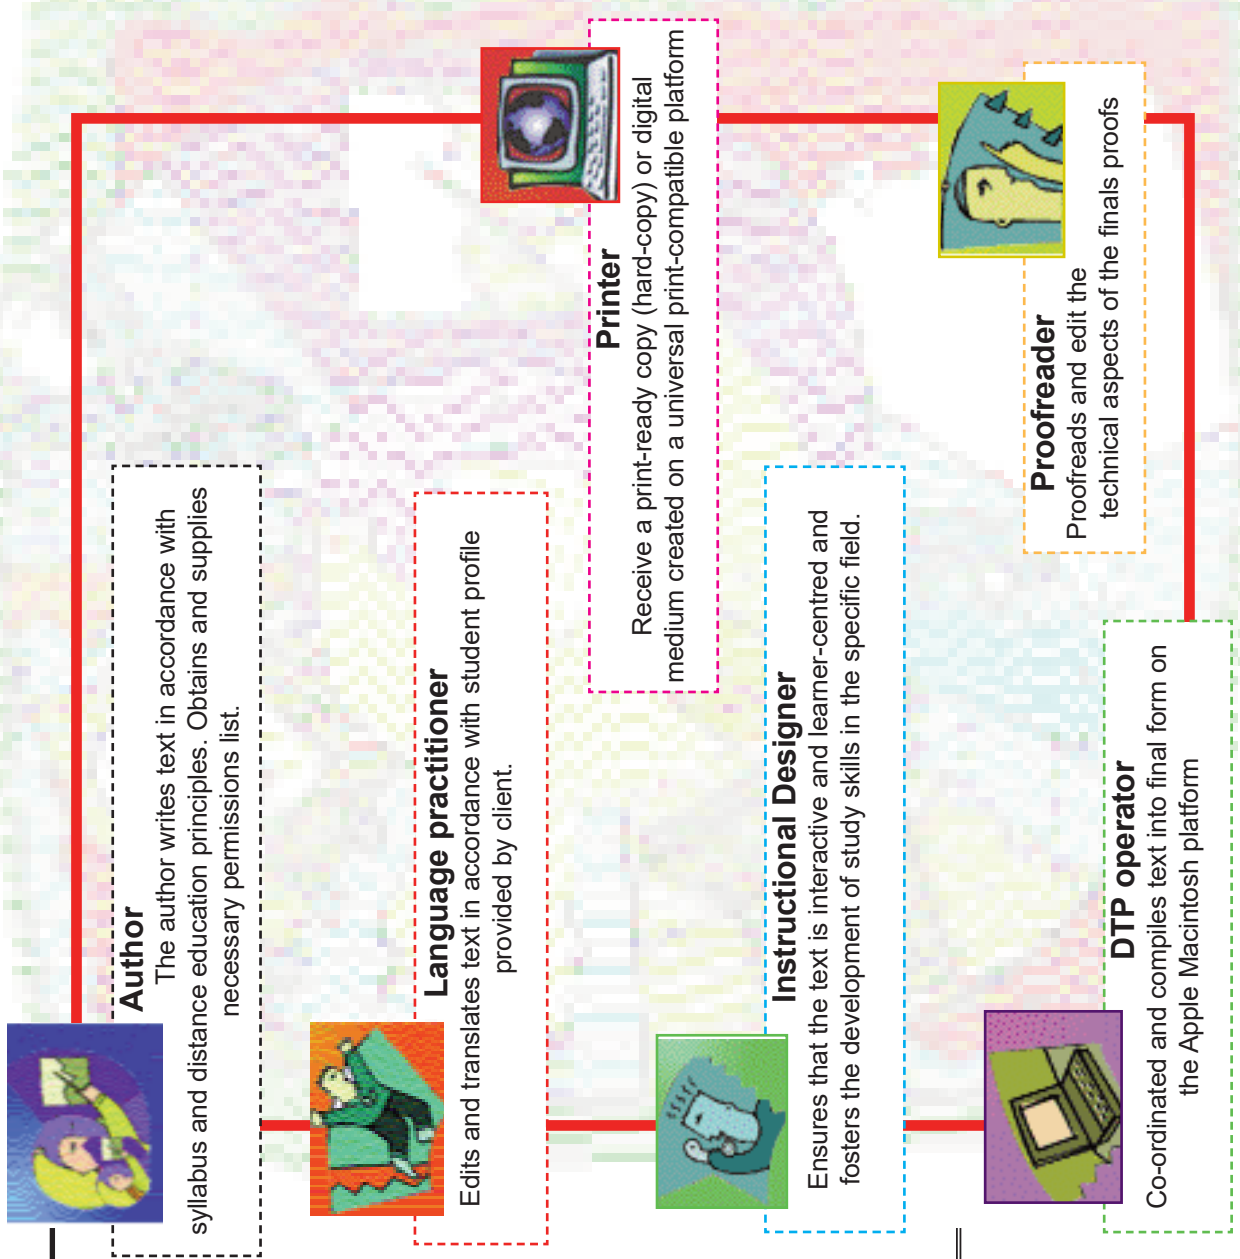 Author
The author writes text in accordance with
syllabus and distance education principles. Obtains and supplies
necessary permissions list.
Language practitioner
Edits and translates text in accordance with student profile
provided by client.
Instructional Designer
Ensures that the text is interactive and learner-centred and
fosters the development of study skills in the specific field.
DTP operator
Co-ordinated and compiles text into final form on
the Apple Macintosh platform
Proofreader
Proofreads and edit the
technical aspects of the finals proofs
Printer
Receive a print-ready copy (hard-copy) or digital
medium created on a universal print-compatible platform